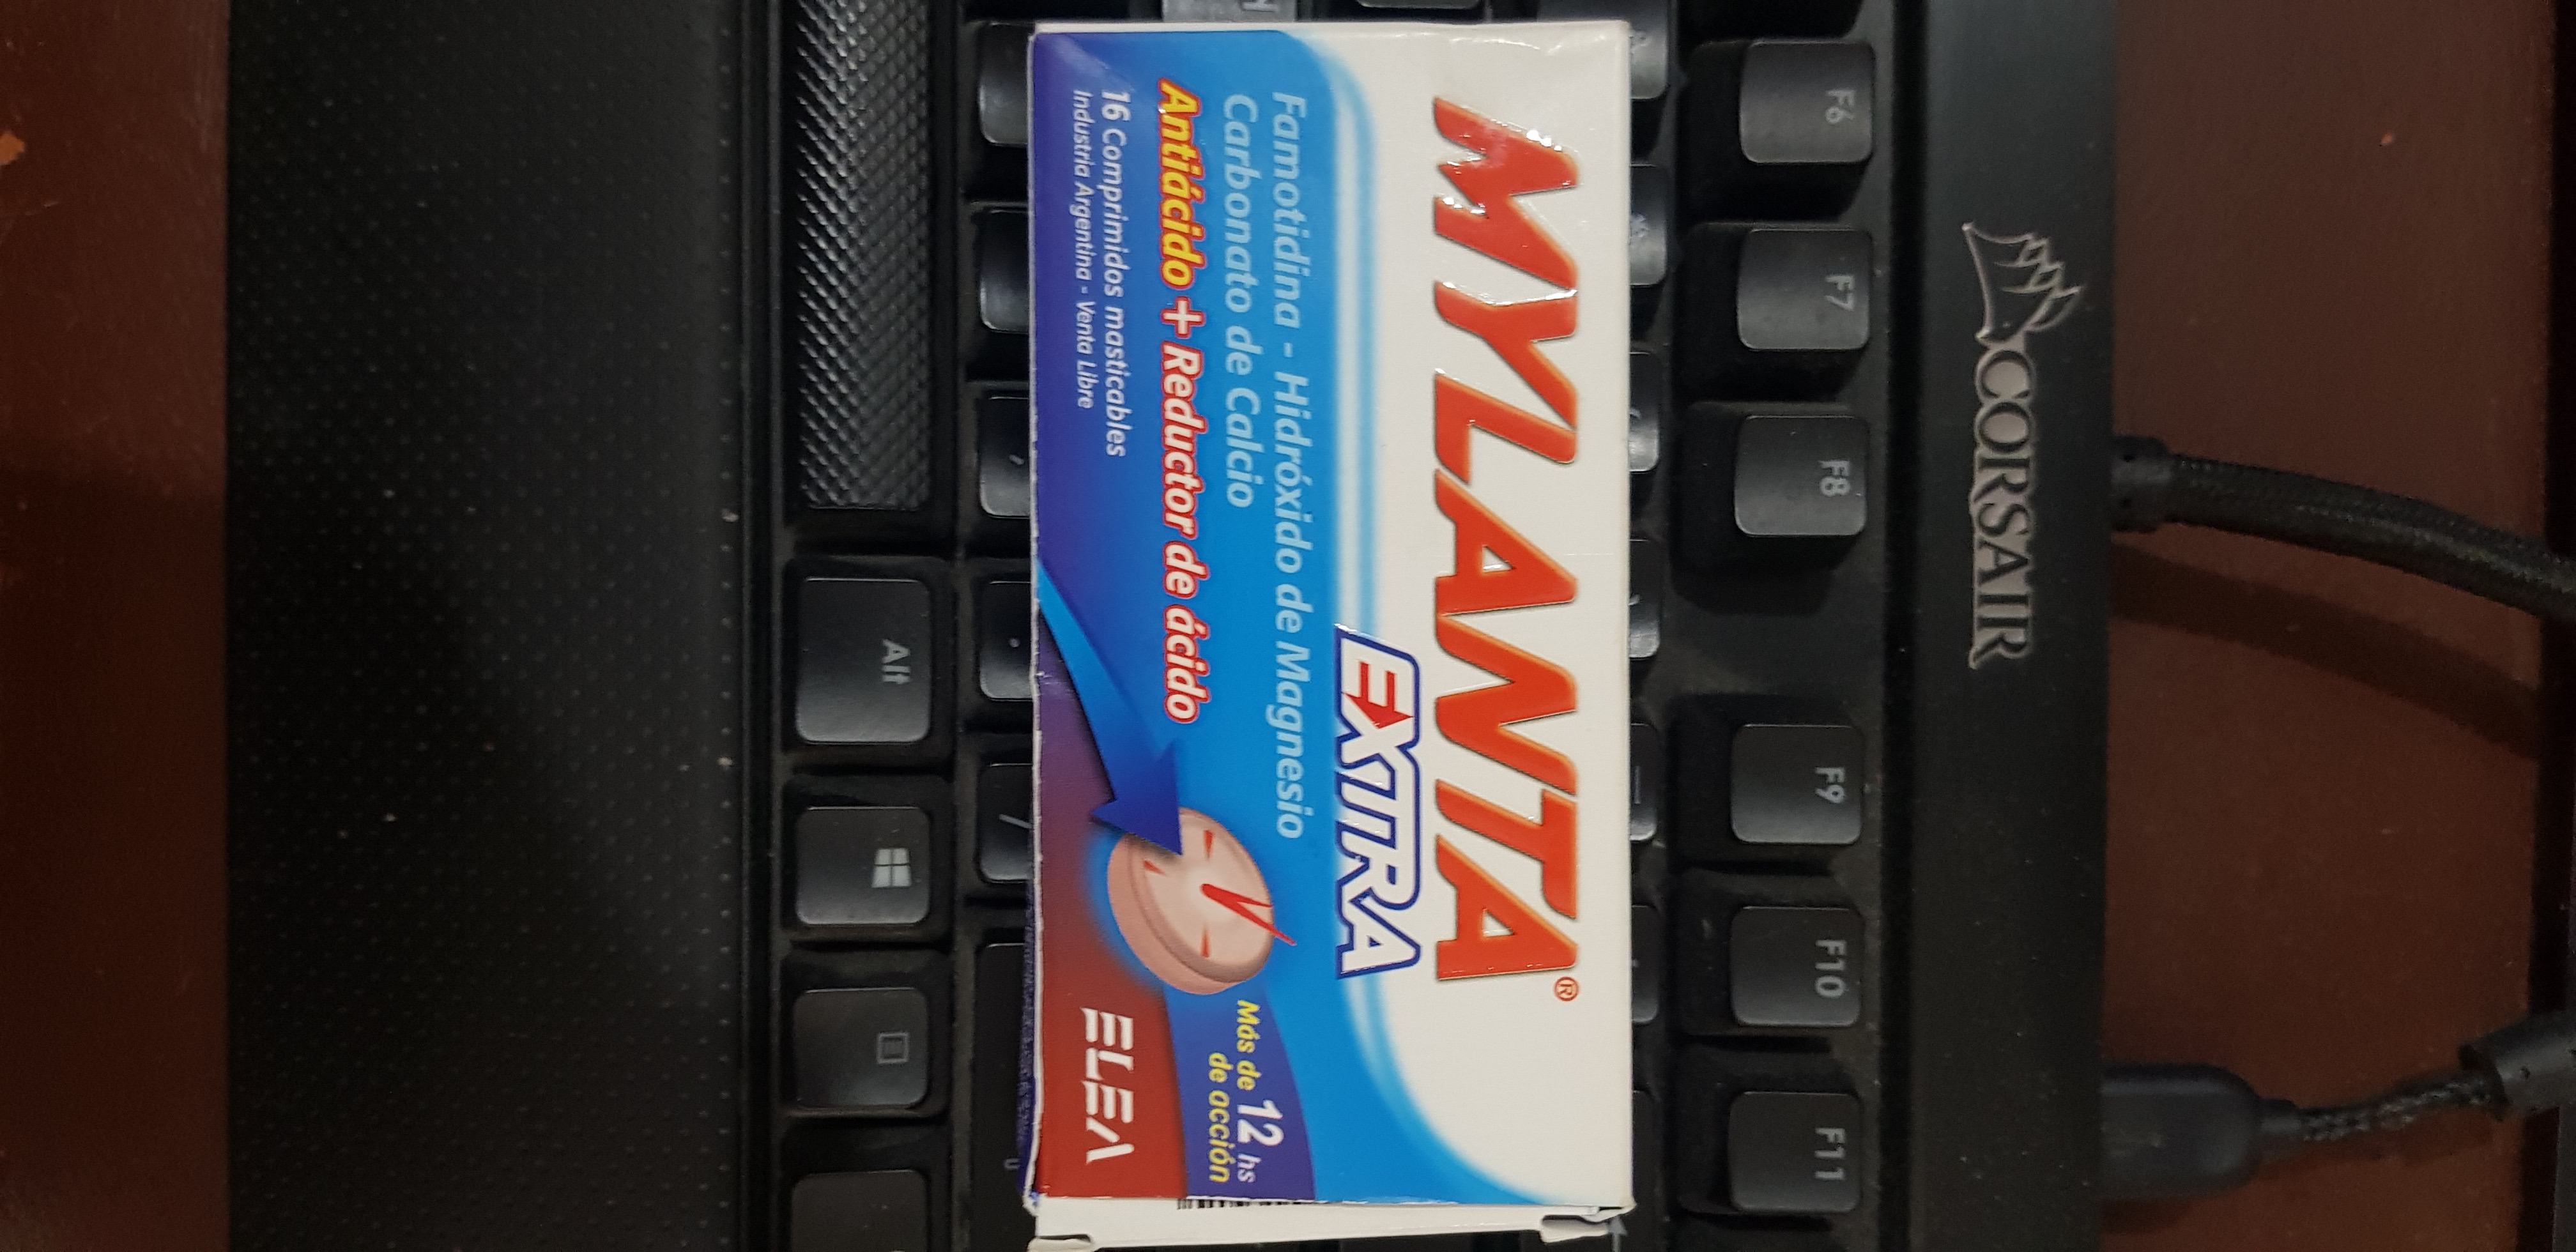 CORSAIR
F6 F7 F8 F9 F10 F11
MYLANTA®
EXTRA
Famotidina - Hidróxido de Magnesio
Carbonato de Calcio
Antiácido + Reductor de ácido
16 Comprimidos masticables
Industria Argentina - Venta Libre
Más de 12 hs
de acción
ELEA
Alt